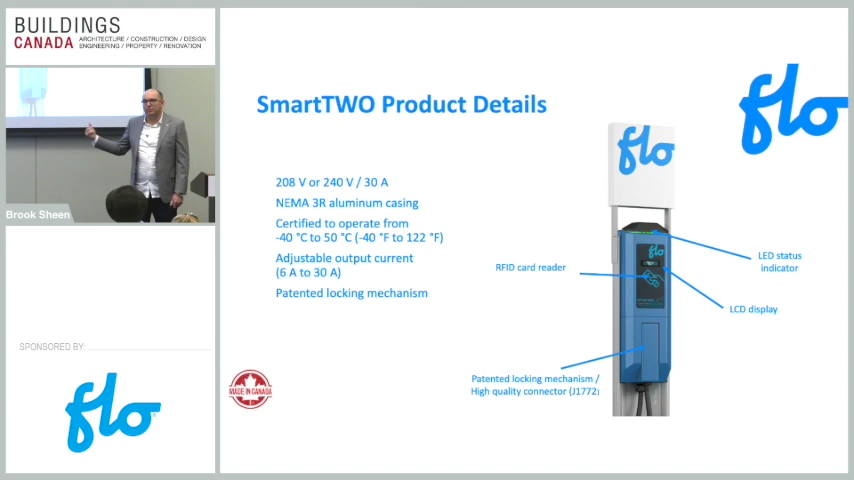 BUILDINGS
CANADA ARCHITECTURE / CONSTRUCTION / DESIGN
ENGINEERING / PROPERTY / RENOVATION
Brook Sheen
SPONSORED BY:
flo
SmartTWO Product Details
flo
208 V or 240 V / 30 A
NEMA 3R aluminum casing
Certified to operate from
-40 °C to 50 °C (-40 °F to 122 °F)
Adjustable output current
(6 A to 30 A)
Patented locking mechanism
MADE IN CANADA
flo
flo
RFID card reader
LED status
indicator
LCD display
Patented locking mechanism /
High quality connector (J1772)